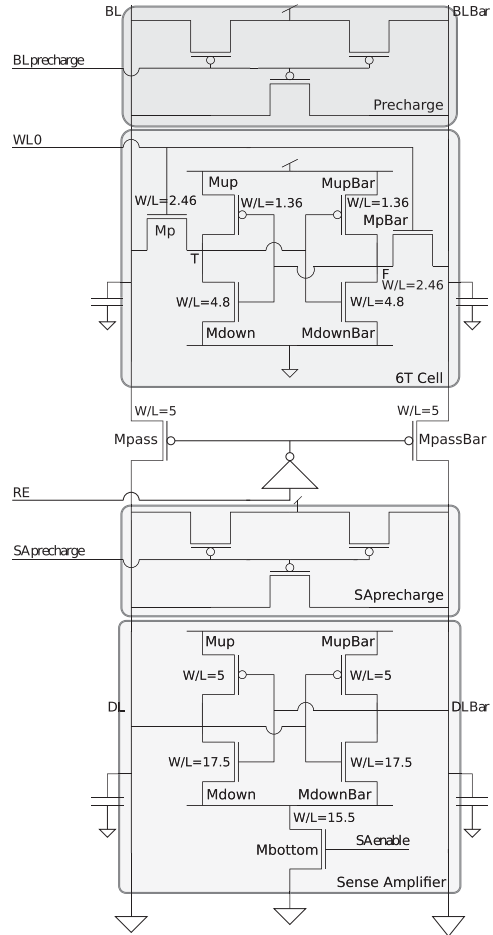 BL
BLBar
BLprecharge
Precharge
WL0
Mup
MupBar
W/L=2.46
W/L=1.36
W/L=1.36
Mp
MpBar
T
F
W/L=2.46
W/L=4.8
W/L=4.8
Mdown
MdownBar
6T Cell
W/L=5
W/L=5
Mpass
MpassBar
RE
SAprecharge
SAprecharge
Mup
MupBar
W/L=5
W/L=5
DL
DLBar
W/L=17.5
W/L=17.5
Mdown
MdownBar
W/L=15.5
SAenable
Mbottom
Sense Amplifier